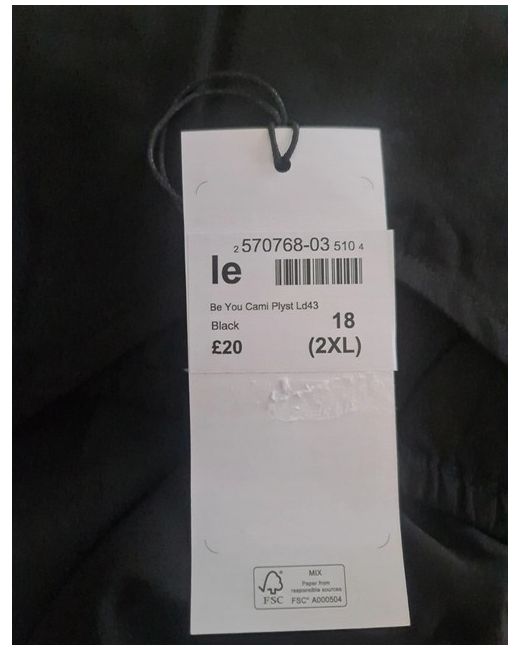 2 570768-03 510 4
le
Be You Cami Plyst Ld43
Black 18
£20 (2XL)
MIX
Paper from
responsible sources
FSC® A000504
FSC